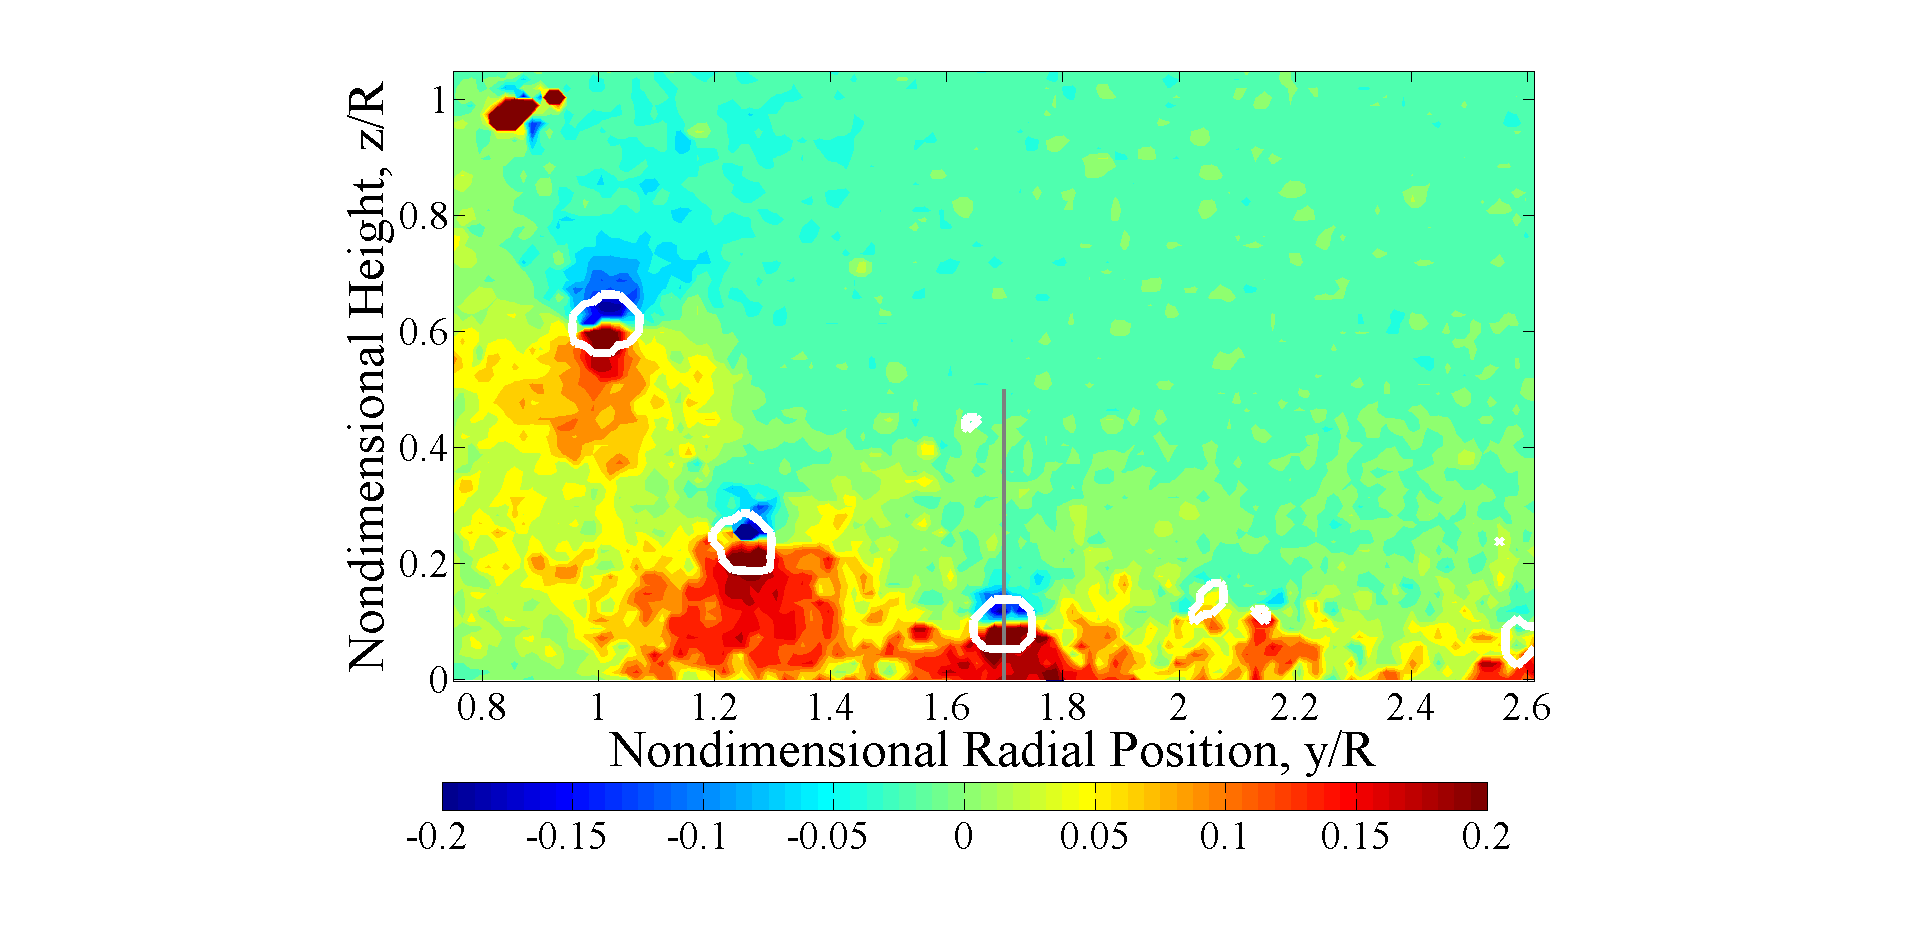 Nondimensional Height, z/R
1
0.8
0.6
0.4
0.2
0
0.8 1 1.2 1.4 1.6 1.8 2 2.2 2.4 2.6
Nondimensional Radial Position, y/R
-0.2 -0.15 -0.1 -0.05 0 0.05 0.1 0.15 0.2